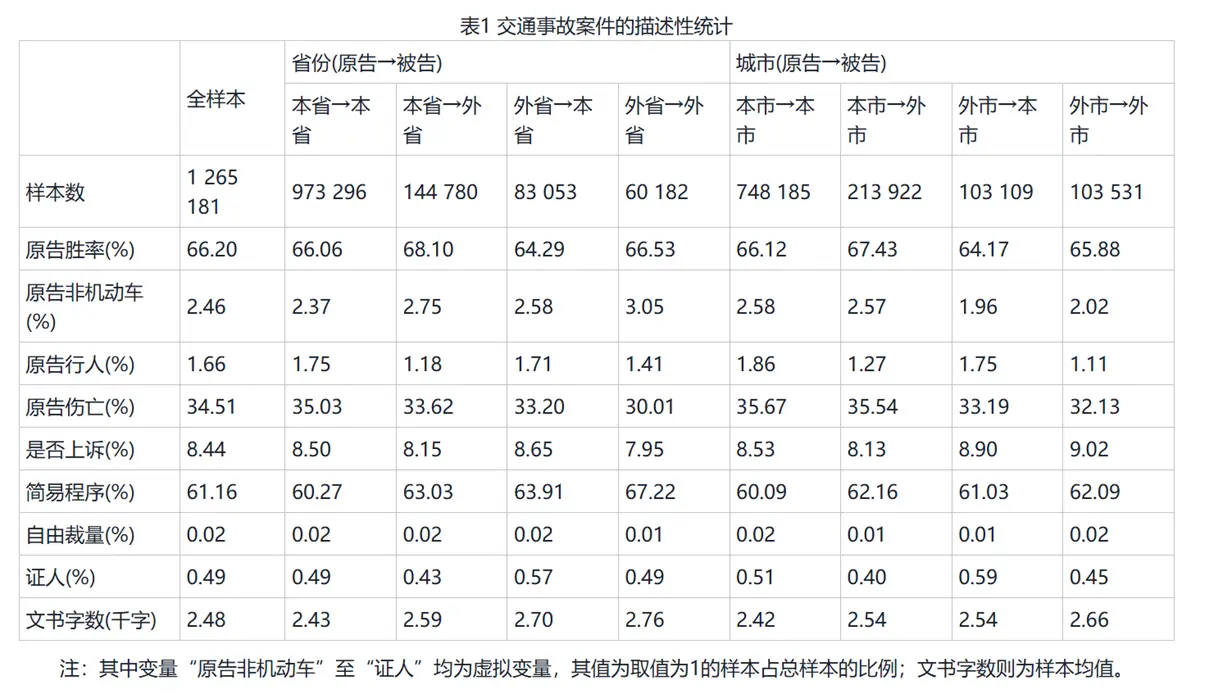 表1 交通事故案件的描述性统计
全样本
省份(原告→被告)
城市(原告→被告)
本省→本
省
本省→外
省
外省→本
省
外省→外
省
本市→本
市
本市→外
市
外市→本
市
外市→外
市
样本数
1 265
181
973 296
144 780
83 053
60 182
748 185
213 922
103 109
103 531
原告胜率(%)
66.20
66.06
68.10
64.29
66.53
66.12
67.43
64.17
65.88
原告非机动车
(%)
2.46
2.37
2.75
2.58
3.05
2.58
2.57
1.96
2.02
原告行人(%)
1.66
1.75
1.18
1.71
1.41
1.86
1.27
1.75
1.11
原告伤亡(%)
34.51
35.03
33.62
33.20
30.01
35.67
35.54
33.19
32.13
是否上诉(%)
8.44
8.50
8.15
8.65
7.95
8.53
8.13
8.90
9.02
简易程序(%)
61.16
60.27
63.03
63.91
67.22
60.09
62.16
61.03
62.09
自由裁量(%)
0.02
0.02
0.02
0.02
0.01
0.02
0.01
0.01
0.02
证人(%)
0.49
0.49
0.43
0.57
0.49
0.51
0.40
0.59
0.45
文书字数(千字)
2.48
2.43
2.59
2.70
2.76
2.42
2.54
2.54
2.66
注：其中变量“原告非机动车”至“证人”均为虚拟变量，其值为取值为1的样本占总样本的比例；文书字数则为样本均值。